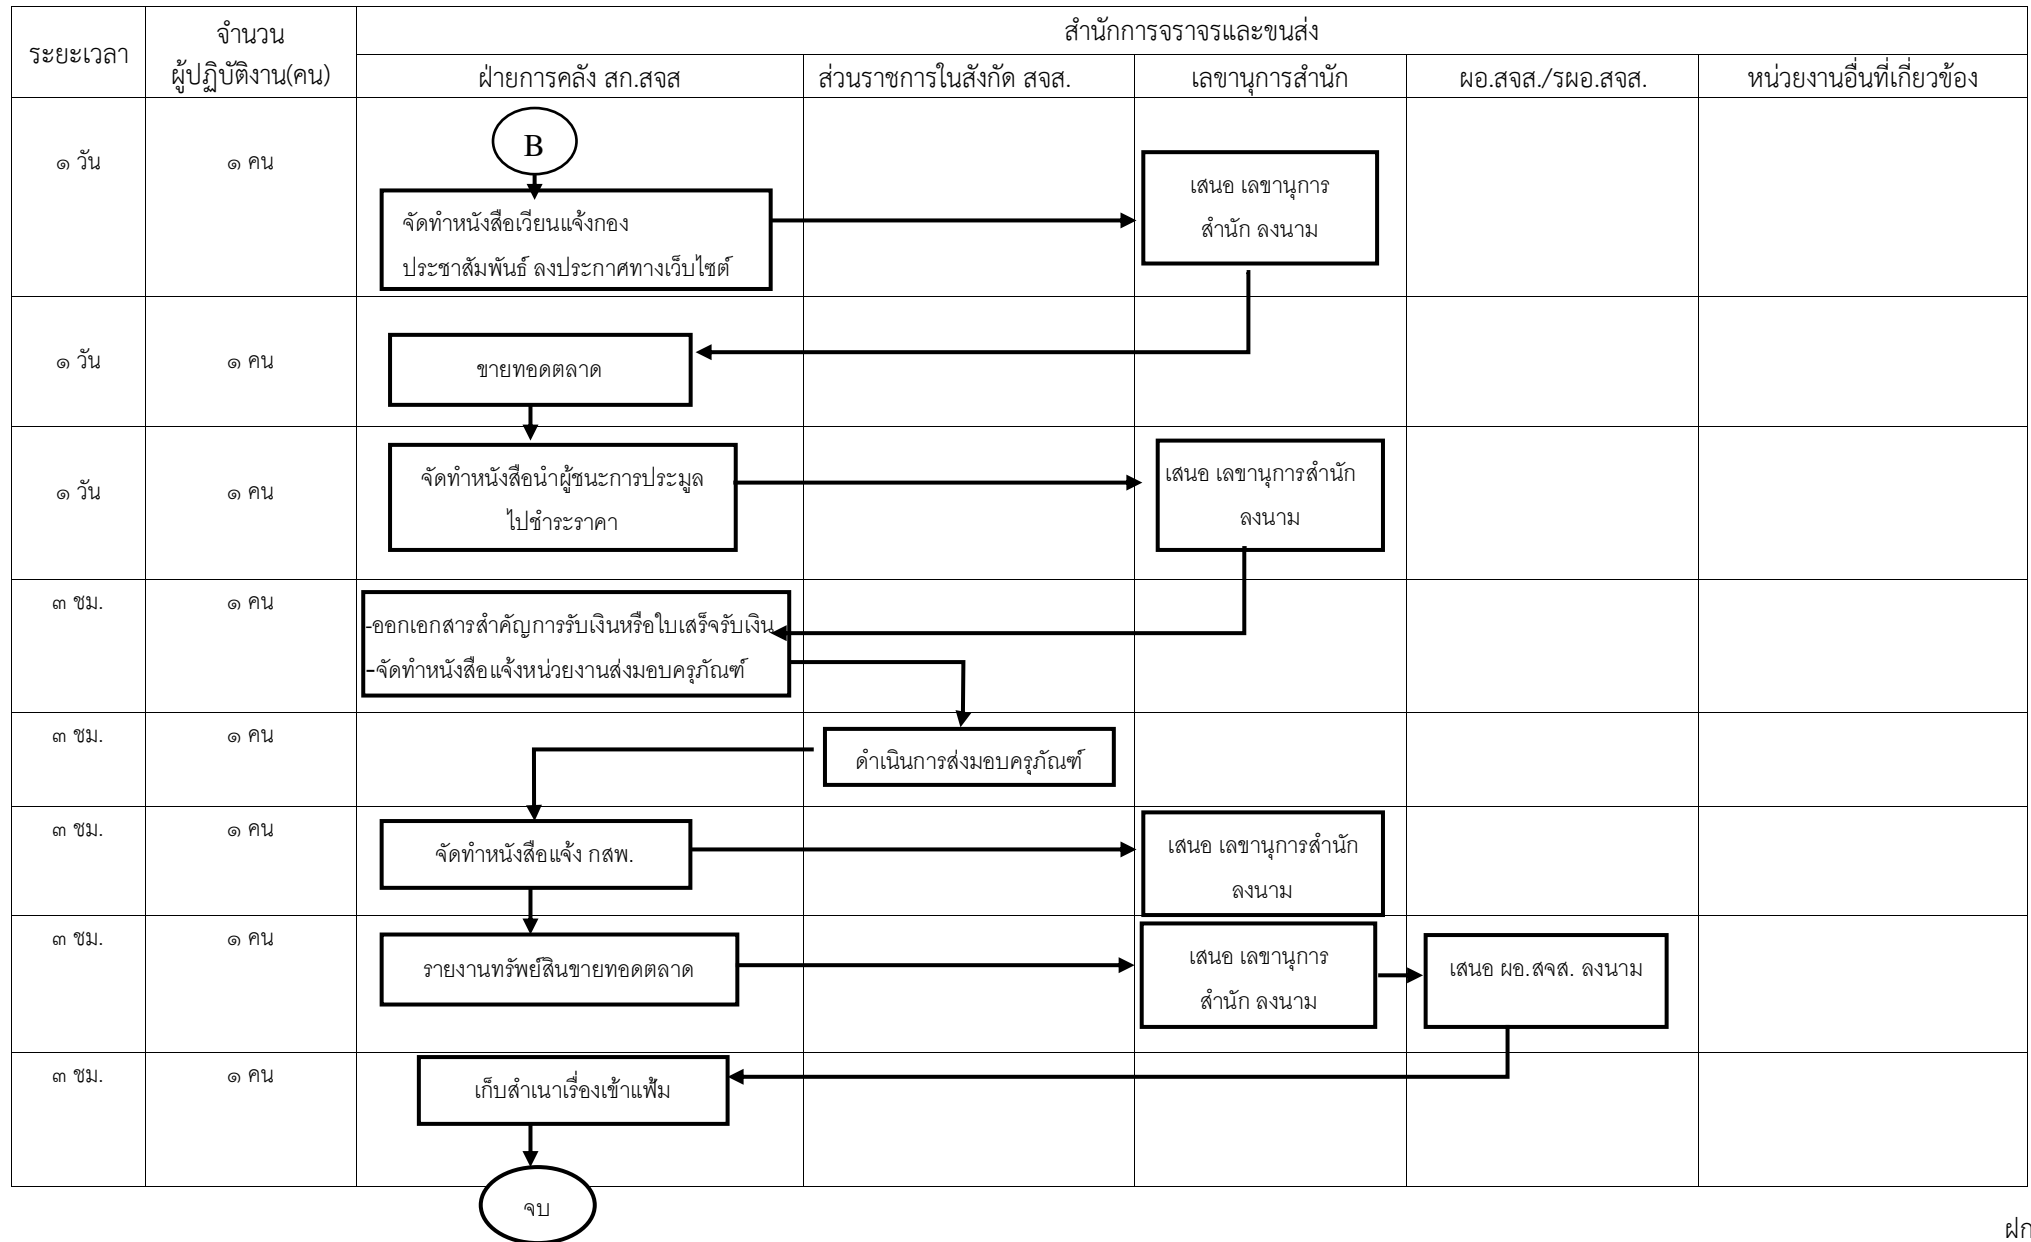 ระยะเวลา
จำนวน
ผู้ปฏิบัติงาน(คน)
สำนักการจราจรและขนส่ง
ฝ่ายการคลัง สก.สจส
ส่วนราชการในสังกัด สจส.
เลขานุการสำนัก
ผอ.สจส./รผอ.สจส.
หน่วยงานอื่นที่เกี่ยวข้อง
B
๑ วัน
๑ คน
จัดทำหนังสือเวียนแจ้งกอง
ประชาสัมพันธ์ ลงประกาศทางเว็บไซต์
เสนอ เลขานุการ
สำนัก ลงนาม
๑ วัน
๑ คน
ขายทอดตลาด
๑ วัน
๑ คน
จัดทำหนังสือนำผู้ชนะการประมูล
ไปชำระราคา
เสนอ เลขานุการสำนัก
ลงนาม
๓ ชม.
๑ คน
-ออกเอกสารสำคัญการรับเงินหรือใบเสร็จรับเงิน
-จัดทำหนังสือแจ้งหน่วยงานส่งมอบครุภัณฑ์
๓ ชม.
๑ คน
ดำเนินการส่งมอบครุภัณฑ์
๓ ชม.
๑ คน
จัดทำหนังสือแจ้ง กสพ.
เสนอ เลขานุการสำนัก
ลงนาม
๓ ชม.
๑ คน
รายงานทรัพย์สินขายทอดตลาด
เสนอ เลขานุการ
สำนัก ลงนาม
เสนอ ผอ.สจส. ลงนาม
๓ ชม.
๑ คน
เก็บสำเนาเรื่องเข้าแฟ้ม
จบ
ฝก